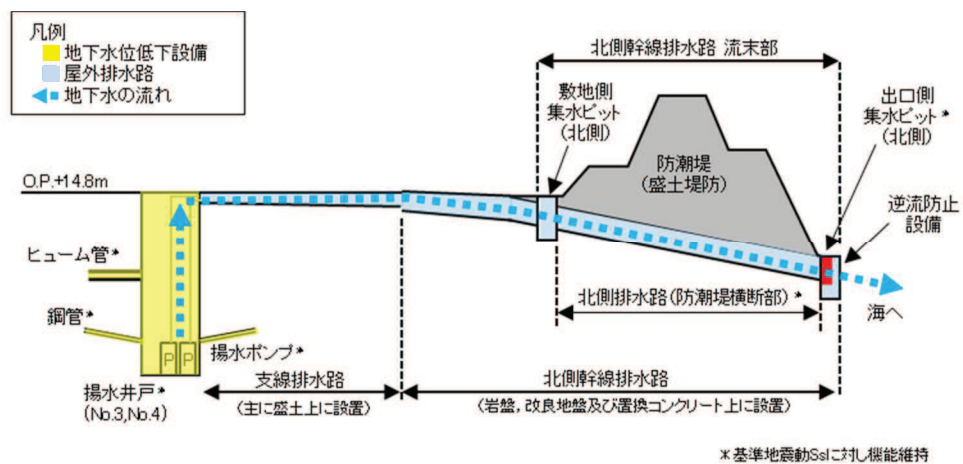 凡例
地下水位低下設備
屋外排水路
地下水の流れ
北側幹線排水路 流末部
敷地側
集水ピット
(北側)
出口側
集水ピット*
(北側)
防潮堤
(盛土堤防)
逆流防止
設備
O.P.+14.8m
ヒューム管*
鋼管*
P P
揚水ポンプ*
揚水井戸*
(No.3,No.4)
北側排水路(防潮堤横断部)*
海へ
支線排水路
(主に盛土上に設置)
北側幹線排水路
(岩盤,改良地盤及び置換コンクリート上に設置)
*基準地震動Ssに対し機能維持